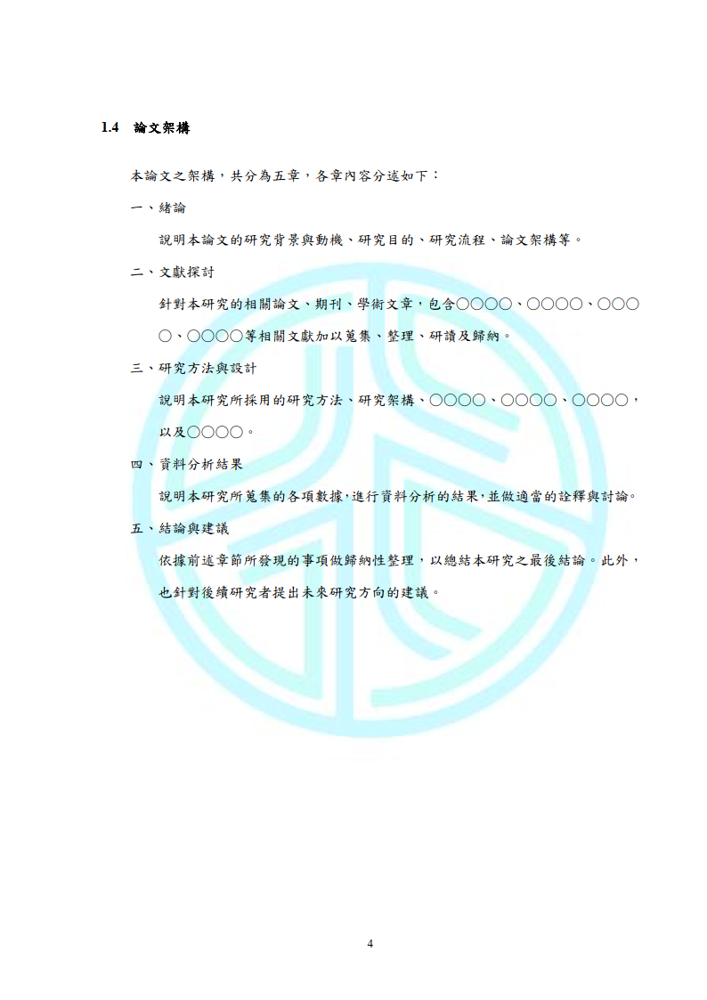 1.4 論文架構
本論文之架構，共分為五章，各章內容分述如下：
一、緒論
說明本論文的研究背景與動機、研究目的、研究流程、論文架構等。
二、文獻探討
針對本研究的相關論文、期刊、學術文章，包含○○○○、○○○○、○○○
○、○○○○等相關文獻加以蒐集、整理、研讀及歸納。
三、研究方法與設計
說明本研究所採用的研究方法、研究架構、○○○○、○○○○、○○○○，
以及○○○○。
四、資料分析結果
說明本研究所蒐集的各項數據，進行資料分析的結果，並做適當的詮釋與討論。
五、結論與建議
依據前述章節所發現的事項做歸納性整理，以總結本研究之最後結論。此外，
也針對後續研究者提出未來研究方向的建議。
4